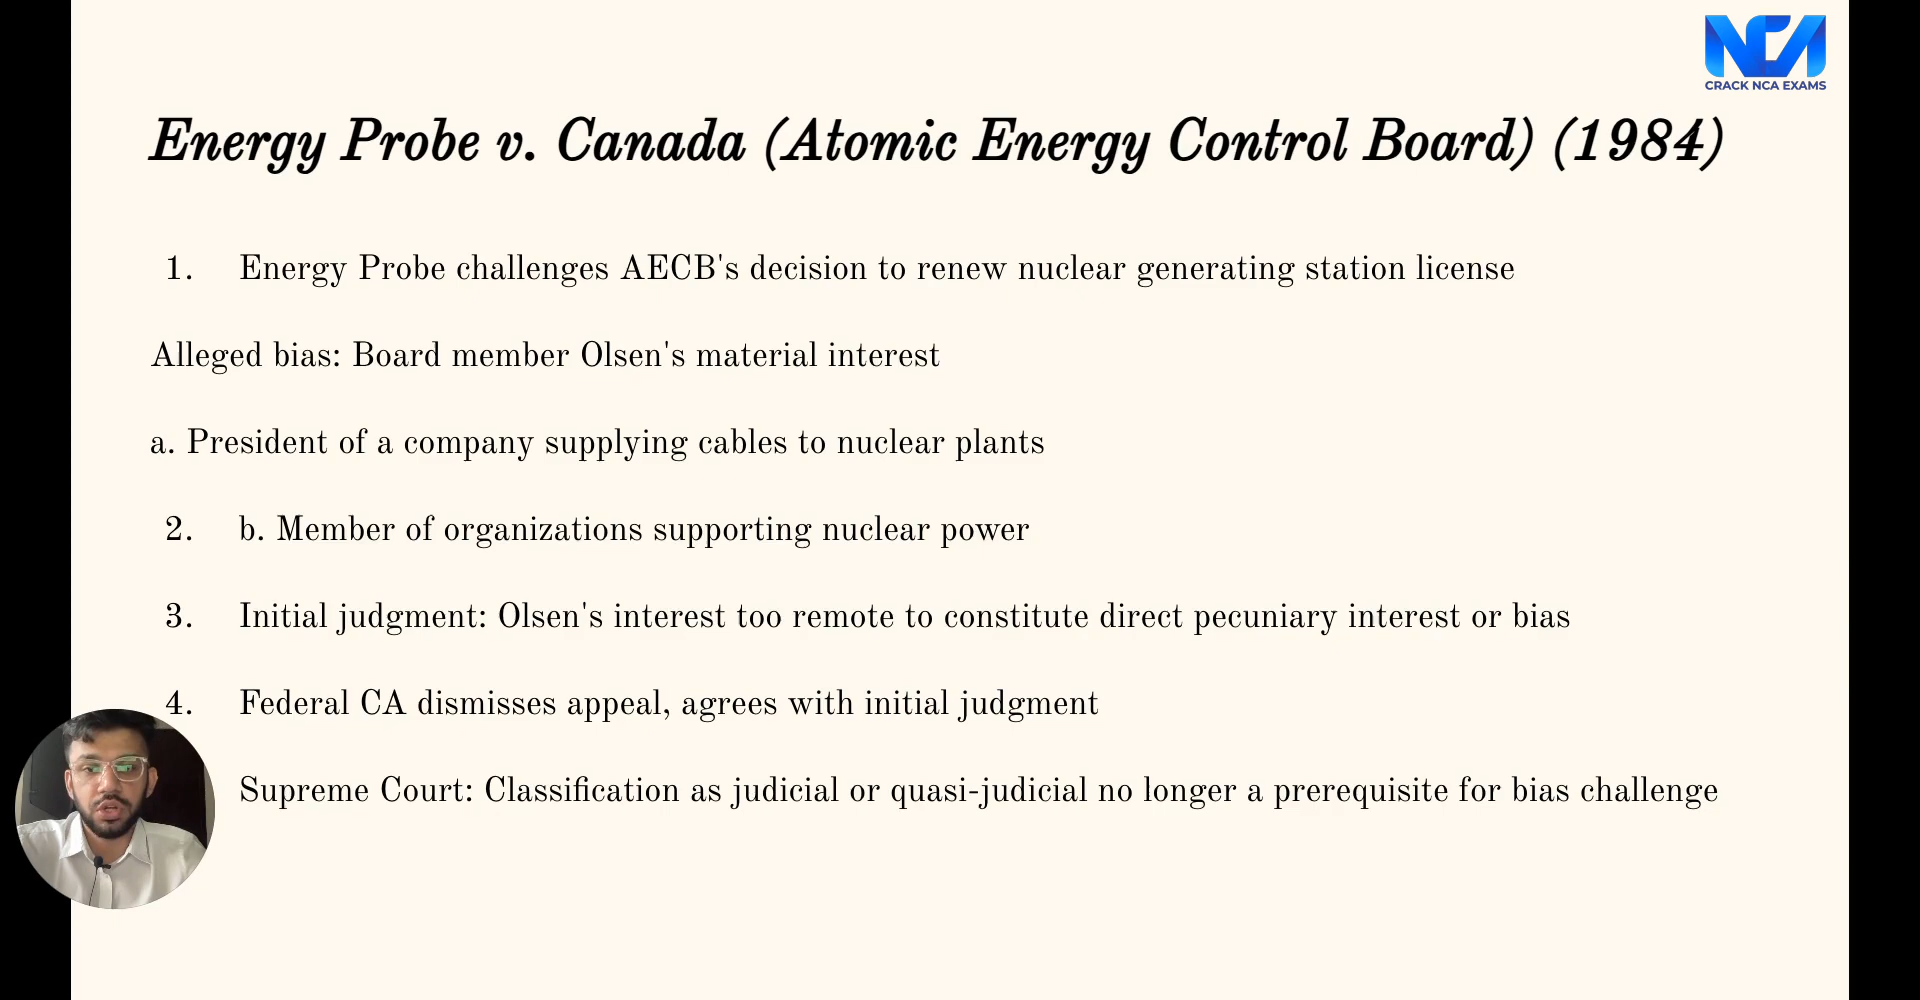 NCA
CRACK NCA EXAMS
Energy Probe v. Canada (Atomic Energy Control Board) (1984)
1. Energy Probe challenges AECB's decision to renew nuclear generating station license
Alleged bias: Board member Olsen's material interest
a. President of a company supplying cables to nuclear plants
2. b. Member of organizations supporting nuclear power
3. Initial judgment: Olsen's interest too remote to constitute direct pecuniary interest or bias
4. Federal CA dismisses appeal, agrees with initial judgment
Supreme Court: Classification as judicial or quasi-judicial no longer a prerequisite for bias challenge